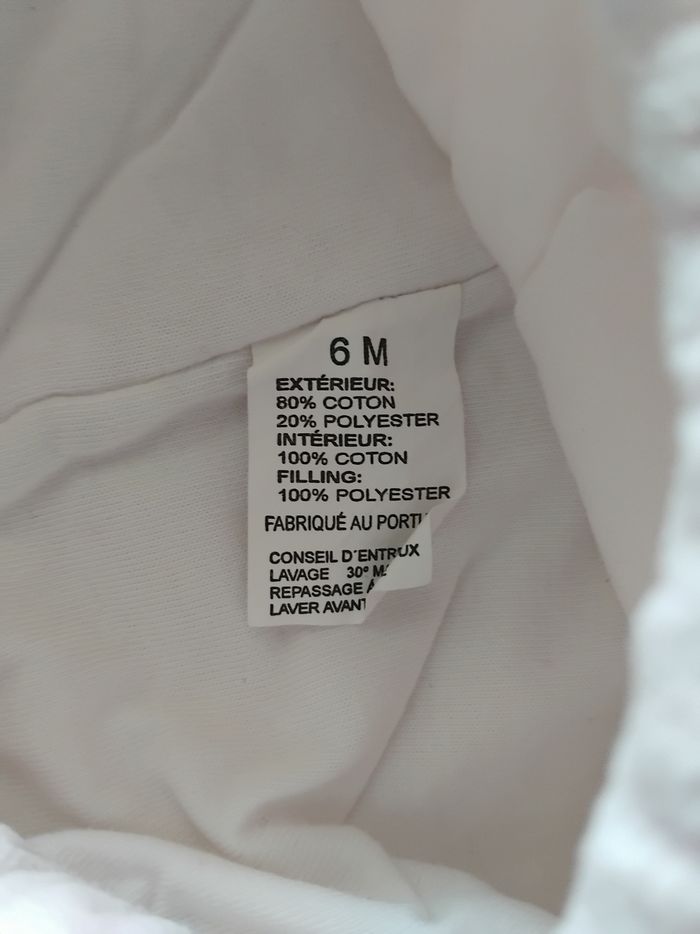 6 M
EXTÉRIEUR:
80% COTON
20% POLYESTER
INTÉRIEUR:
100% COTON
FILLING:
100% POLYESTER
FABRIQUÉ AU
CONSEIL D'ENTRUX
LAVAGE 30°
REPASSAGE
LAVER AVANT